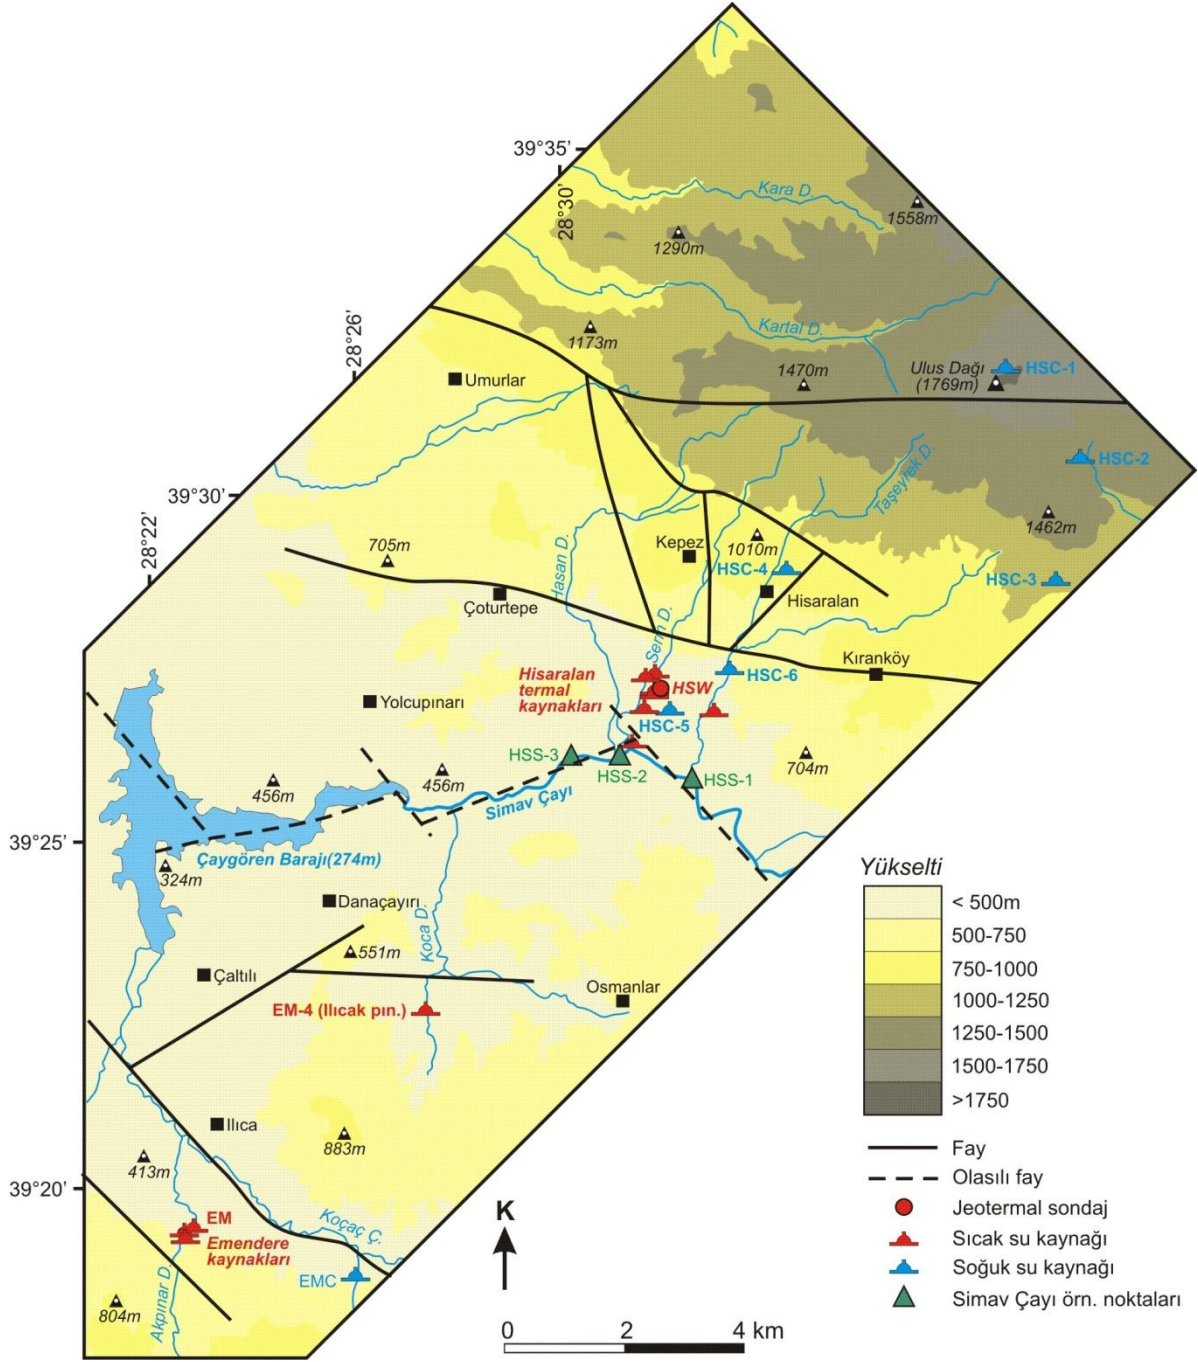 39°35'
28°30'
Kara D.
1558m
1290m
28°26'
1173m
Kartal D.
1470m
Ulus Dağı
(1769m)
HSC-1
Umurlar
HSC-2
39°30'
28°22'
Taşeyrek D.
1462m
705m
Hasan D.
Kepez
1010m
HSC-4
HSC-3
Çoturtepe
Hisaralan
Serin D.
Kıranköy
Hisaralan
termal
kaynakları
HSW
HSC-6
Yolcupınarı
HSC-5
HSS-3
HSS-2
HSS-1
704m
456m
456m
Simav Çayı
39°25'
Çaygören Barajı(274m)
324m
Danaçayırı
Koca D.
551m
Çaltılı
Osmanlar
EM-4 (Ilıcak pın.)
Ilıca
883m
413m
39°20'
EM
Emendere
kaynakları
Koçaç Ç.
EMC
Akpınar D.
804m
K
0 2 4 km
Yükselti
< 500m
500-750
750-1000
1000-1250
1250-1500
1500-1750
>1750
Fay
Olasılı fay
Jeotermal sondaj
Sıcak su kaynağı
Soğuk su kaynağı
Simav Çayı örn. noktaları